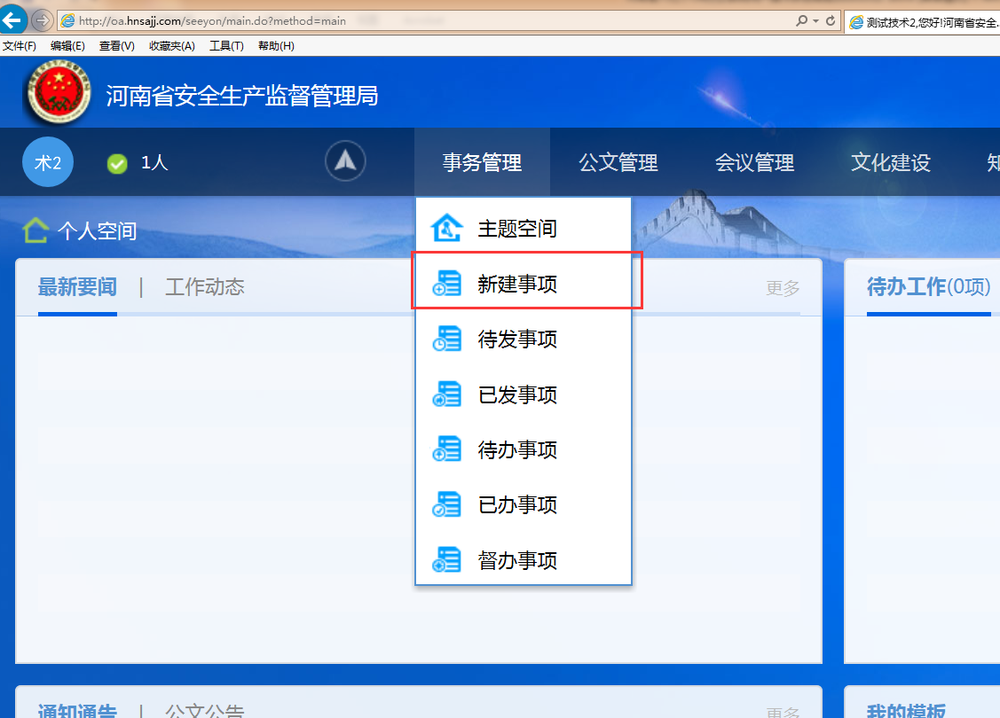 http://oa.hnsajj.com/seeyon/main.do?method=main
测试技术2,您好!河南省安全...
文件(F) 编辑(E) 查看(V) 收藏夹(A) 工具(T) 帮助(H)
河南省安全生产监督管理局
术2 1人 事务管理 公文管理 会议管理 文化建设 知
个人空间
主题空间
新建事项
待发事项
已发事项
待办事项
已办事项
督办事项
最新要闻 | 工作动态 更多
待办工作(0项)
通知通告 | 公文公告 更多
我的模板